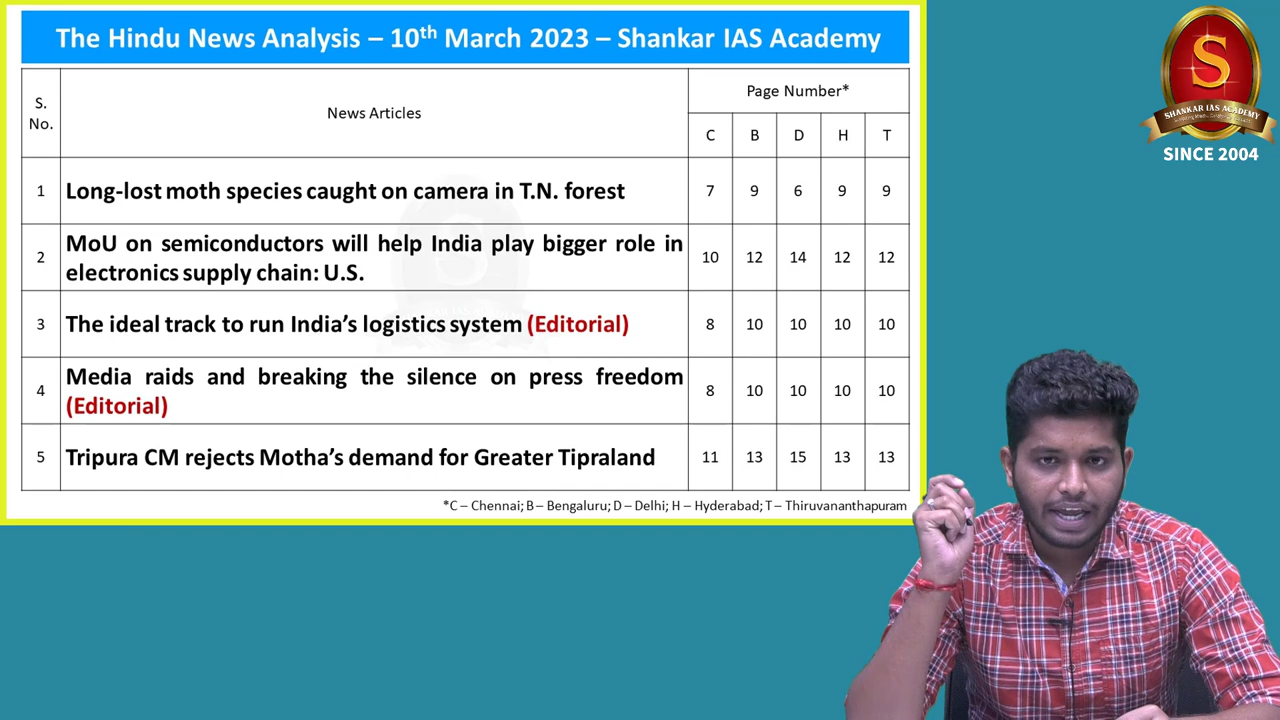 The Hindu News Analysis – 10th March 2023 – Shankar IAS Academy
S. No.
News Articles
Page Number*
C B D H T
1 Long-lost moth species caught on camera in T.N. forest 7 9 6 9 9
2 MoU on semiconductors will help India play bigger role in
electronics supply chain: U.S. 10 12 14 12 12
3 The ideal track to run India's logistics system (Editorial) 8 10 10 10 10
4 Media raids and breaking the silence on press freedom
(Editorial) 8 10 10 10 10
5 Tripura CM rejects Motha's demand for Greater Tipraland 11 13 15 13 13
*C – Chennai; B – Bengaluru; D – Delhi; H – Hyderabad; T – Thiruvananthapuram
S
SHANKAR IAS ACADEMY
SINCE 2004